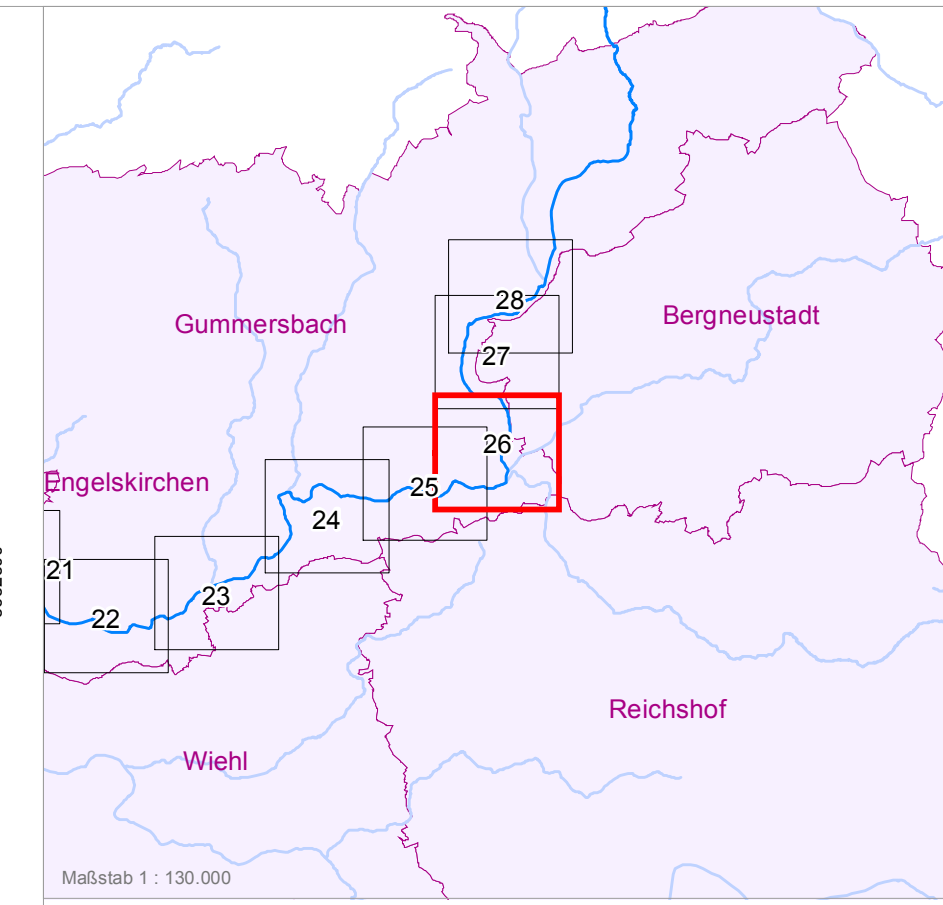 28
Gummersbach
Bergneustadt
27
26
Engelskirchen
25
24
21
23
22
Reichshof
Wiehl
Maßstab 1 : 130.000